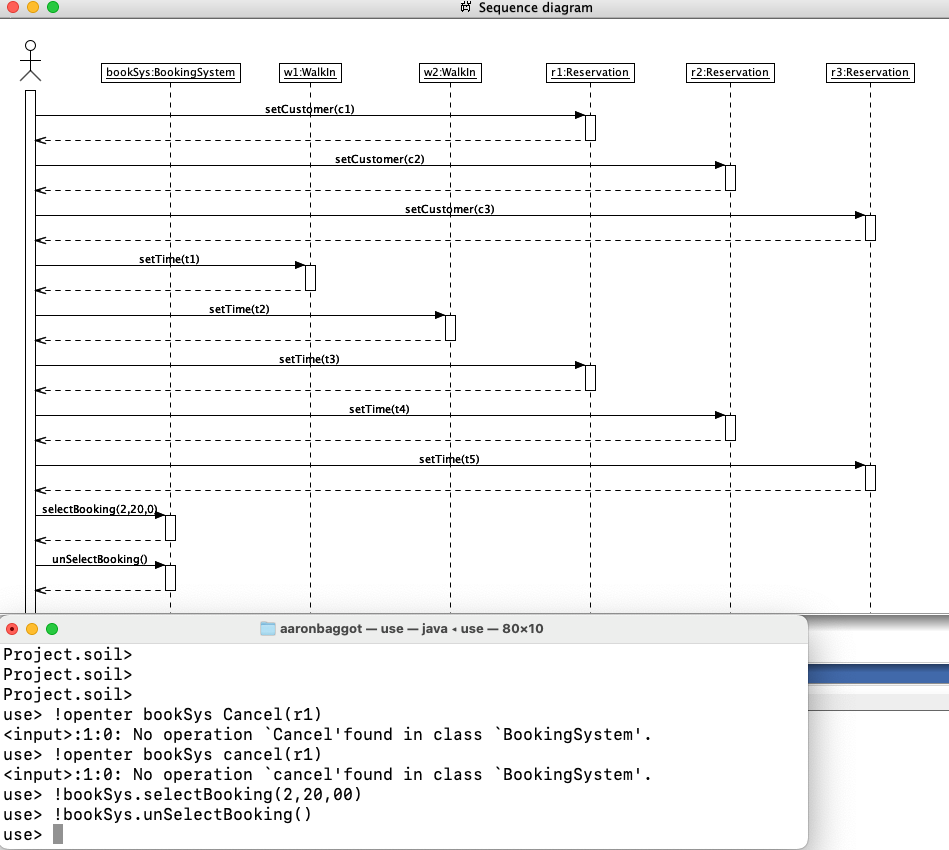 Sequence diagram
bookSys:BookingSystem w1:WalkIn w2:WalkIn r1:Reservation r2:Reservation r3:Reservation
setCustomer(c1)
setCustomer(c2)
setCustomer(c3)
setTime(t1)
setTime(t2)
setTime(t3)
setTime(t4)
setTime(t5)
selectBooking(2,20,0)
unSelectBooking()
aaronbaggot — use — java ◂ use — 80×10
Project.soil>
Project.soil>
Project.soil>
use> !openter bookSys Cancel(r1)
<input>:1:0: No operation `Cancel'found in class `BookingSystem'.
use> !openter bookSys cancel(r1)
<input>:1:0: No operation `cancel'found in class `BookingSystem'.
use> !bookSys.selectBooking(2,20,00)
use> !bookSys.unSelectBooking()
use>